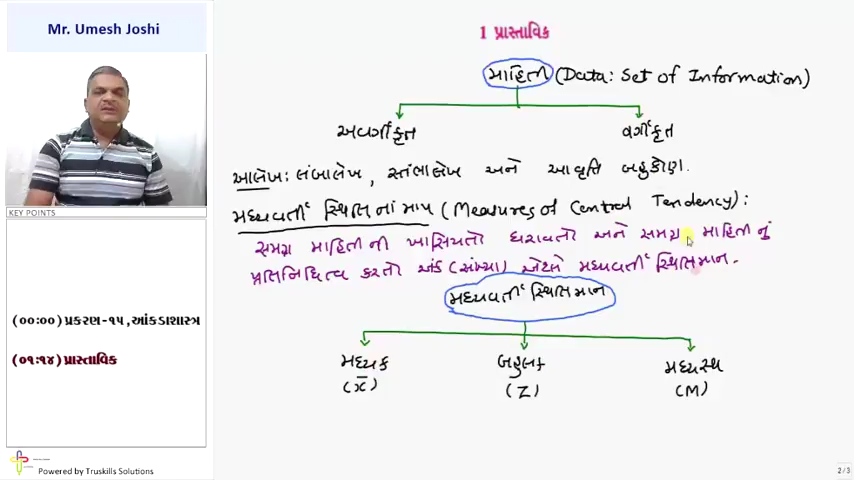 Mr. Umesh Joshi
KEY POINTS
(૦૦:૦૦) પ્રકરણ-૧૫, આંકડાશાસ્ત્ર
(૦૧:૧૪) પ્રાસ્તાવિક
Powered by Truskills Solutions
1 પ્રાસ્તાવિક
માહિતી (Data: Set of Information)
અવર્ગીકૃત વર્ગીકૃત
આલેખ: લંબાલેખ, સ્તંભાલેખ અને આવૃત્તિ બહુકોણ.
મધ્યવર્તી સ્થિતિનાં માપ (Measures of Central Tendency):
સમગ્ર માહિતીની ખાસિયતો ધરાવતો અને સમગ્ર માહિતીનું
પ્રતિનિધિત્વ કરતો અંક (સંખ્યા) એટલે મધ્યવર્તી સ્થિતિમાન.
મધ્યવર્તી સ્થિતિમાન
મધ્યક બહુલક મધ્યસ્થ
(x̅) (Z) (M)
2/3